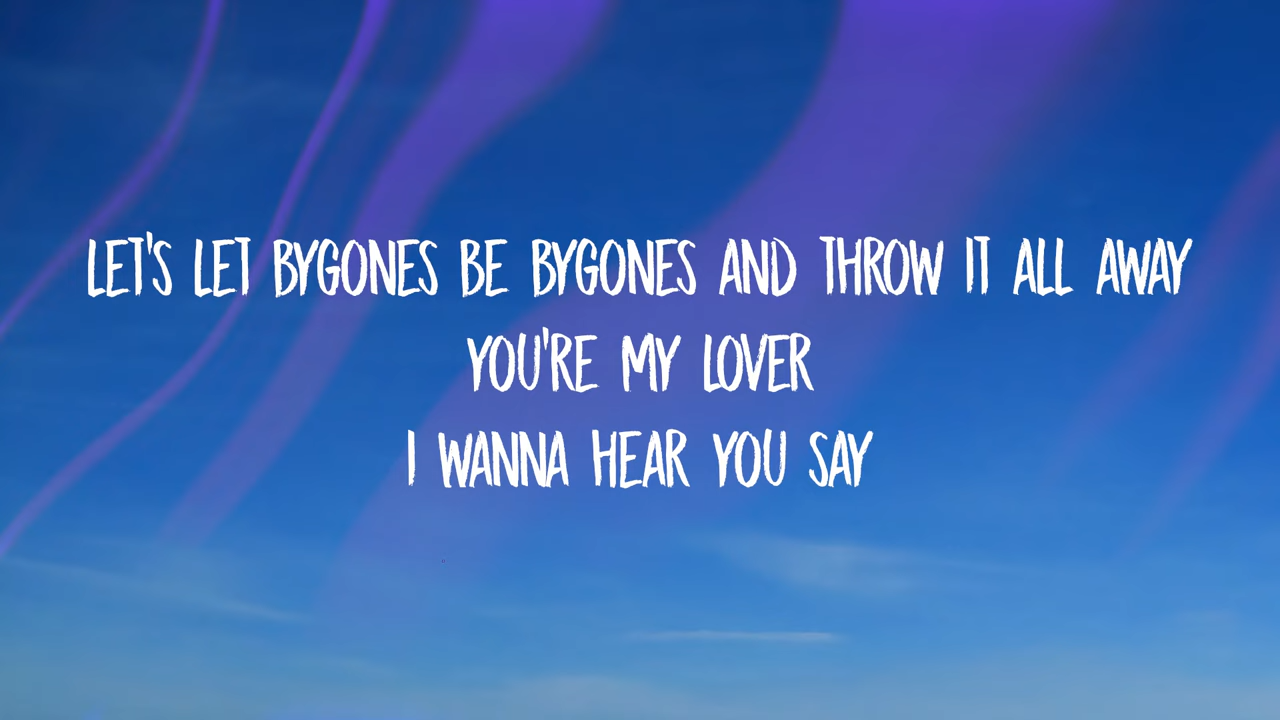 LET'S LET BYGONES BE BYGONES AND THROW IT ALL AWAY
YOU'RE MY LOVER
I WANNA HEAR YOU SAY